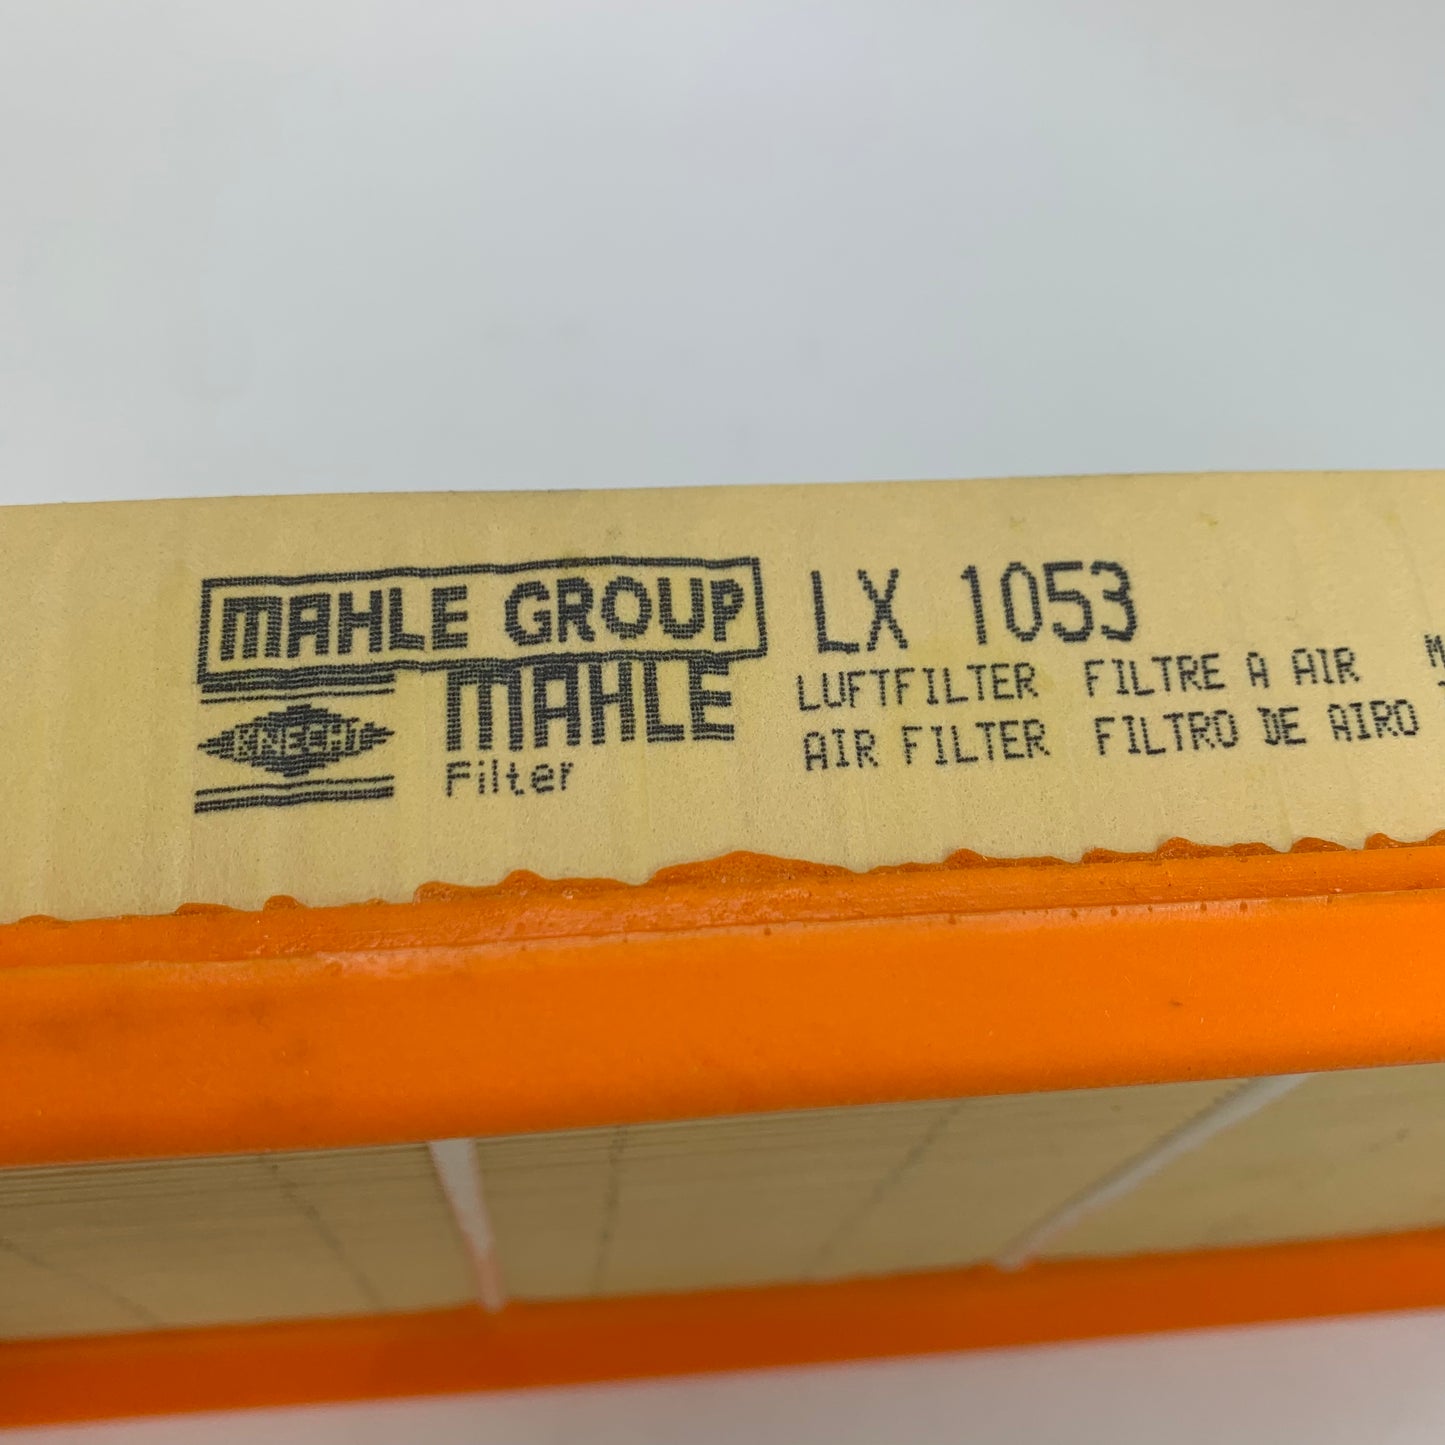 MAHLE GROUP
KNECHT
MAHLE
Filter
LX 1053
LUFTFILTER FILTRE A AIR
AIR FILTER FILTRO DE AIRO